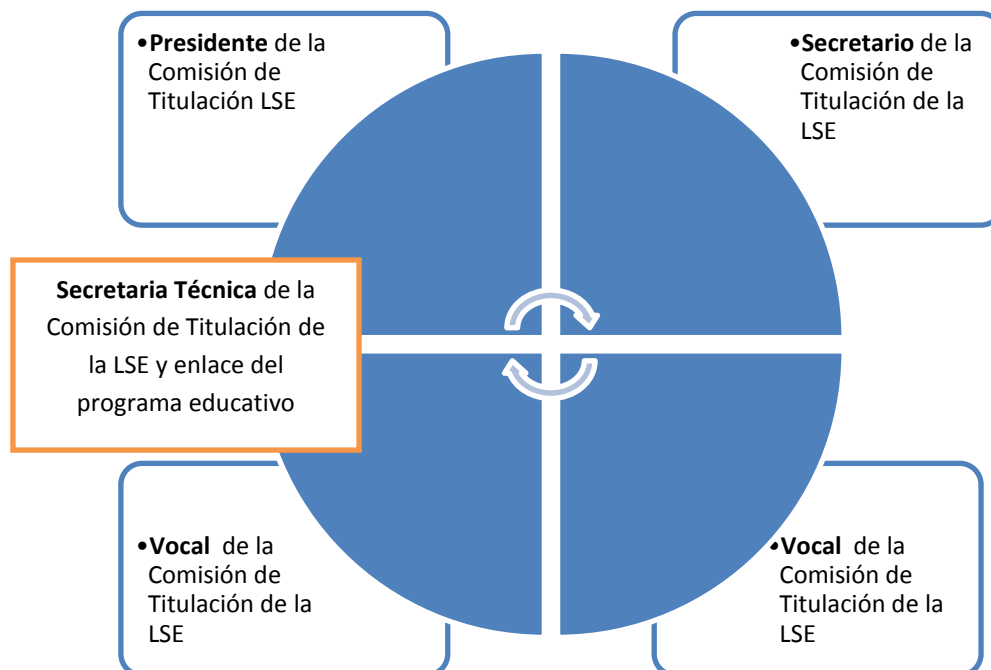 •Presidente de la
Comisión de
Titulación LSE
•Secretario de la
Comisión de
Titulación de la
LSE
Secretaria Técnica de la
Comisión de Titulación de
la LSE y enlace del
programa educativo
•Vocal de la
Comisión de
Titulación de la
LSE
•Vocal de la
Comisión de
Titulación de la
LSE